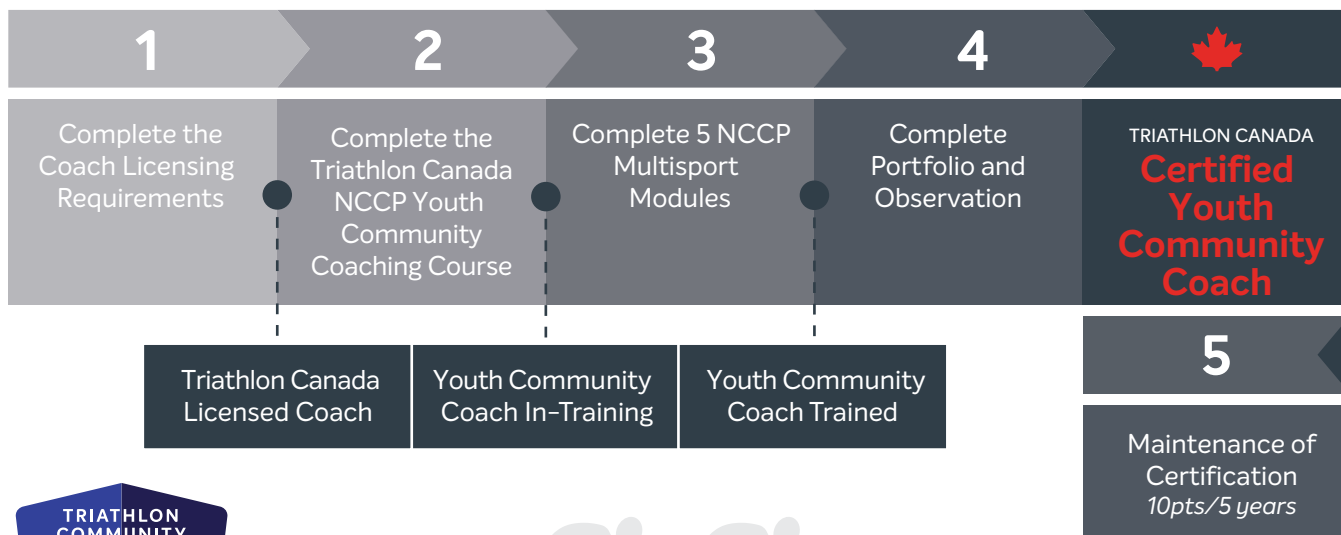 1
2
3
4
Complete the
Coach Licensing
Requirements
Complete the
Triathlon Canada
NCCP Youth
Community
Coaching Course
Complete 5 NCCP
Multisport
Modules
Complete
Portfolio and
Observation
TRIATHLON CANADA
Certified
Youth
Community
Coach
Triathlon Canada
Licensed Coach
Youth Community
Coach In-Training
Youth Community
Coach Trained
5
Maintenance of
Certification
10pts/5 years
TRIATHLON
COMMUNITY